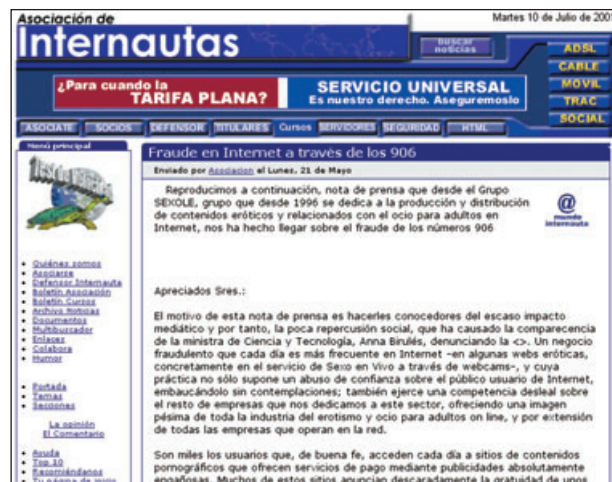 Asociación de
Internautas
Martes 10 de Julio de 200
buscar
noticias
ADSL
CABLE
MOVIL
TRAC
SOCIAL
¿Para cuando la
TARIFA PLANA?
SERVICIO UNIVERSAL
Es nuestro derecho. Aseguremoslo
ASOCIATE
SOCIOS
DEFENSOR
TITULARES
Cursos
SERVIDORES
SEGURIDAD
HTML
Menú principal
Quiénes somos
Asociarse
Defensor Internauta
Boletín Asociación
Boletín Cursos
Archivo Noticias
Documentos
Multibuscador
Enlaces
Colabora
Humor
Portada
Temas
Secciones
La opinión
El Comentario
Ayuda
Top 10
Recomiéndanos
Tu página de inicio
Fraude en Internet a través de los 906
Enviado por Asociacion el Lunes, 21 de Mayo
Reproducimos a continuación, nota de prensa que desde el Grupo
SEXOLE, grupo que desde 1996 se dedica a la producción y distribución
de contenidos eróticos y relacionados con el ocio para adultos en
Internet, nos ha hecho llegar sobre el fraude de los números 906
@
mundo
internauta
Apreciados Sres.:
El motivo de esta nota de prensa es hacerles conocedores del escaso impacto
mediático y por tanto, la poca repercusión social, que ha causado la comparecencia
de la ministra de Ciencia y Tecnología, Anna Birulés, denunciando la <>. Un negocio
fraudulento que cada día es más frecuente en Internet -en algunas webs eróticas,
concretamente en el servicio de Sexo en Vivo a través de webcams-, y cuya
práctica no sólo supone un abuso de confianza sobre el público usuario de Internet,
embaucándolo sin contemplaciones; también ejerce una competencia desleal sobre
el resto de empresas que nos dedicamos a este sector, ofreciendo una imagen
pésima de toda la industria del erotismo y ocio para adultos on line, y por extensión
de todas las empresas que operan en la red.
Son miles los usuarios que, de buena fe, acceden cada día a sitios de contenidos
pornográficos que ofrecen servicios de pago mediante publicidades absolutamente
engañosas. Muchos de estos sitios anuncian descaradamente la gratuidad de unos